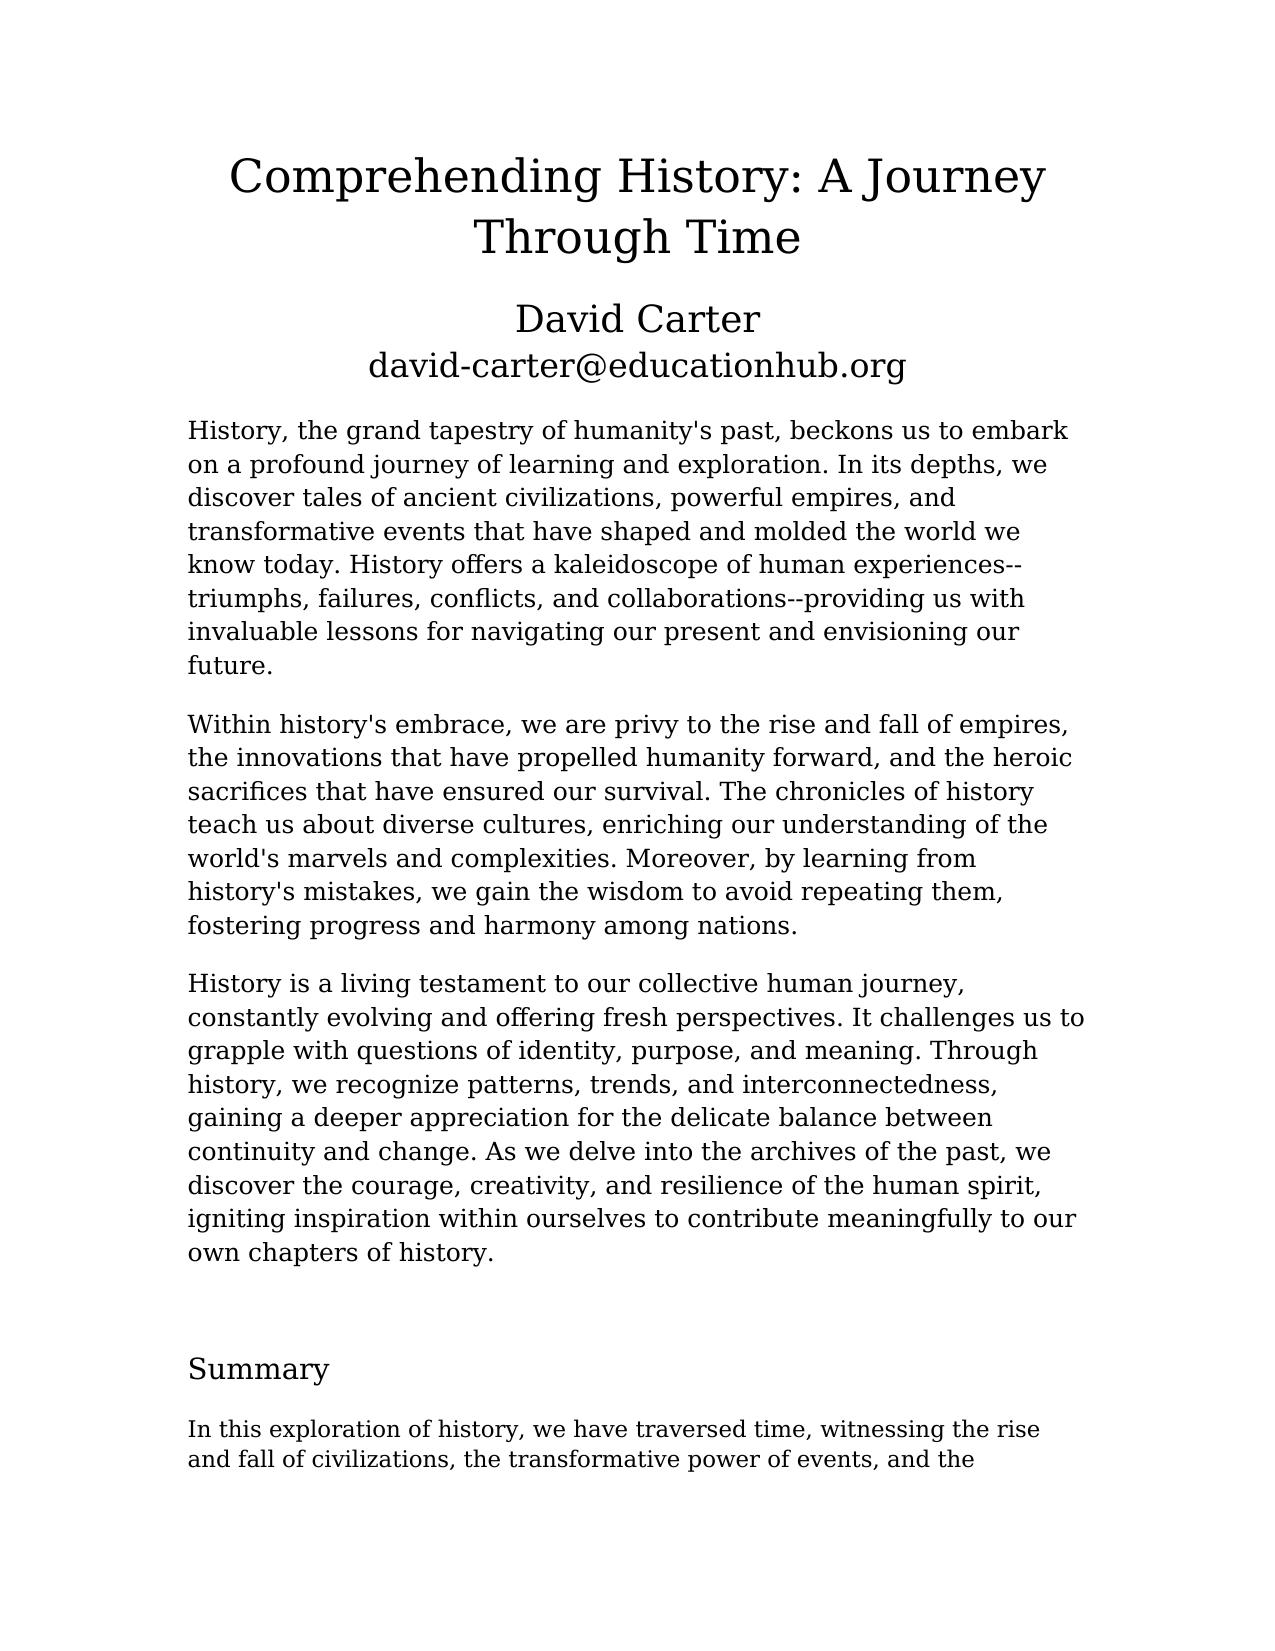 Comprehending History: A Journey
Through Time
David Carter
david-carter@educationhub.org
History, the grand tapestry of humanity's past, beckons us to embark
on a profound journey of learning and exploration. In its depths, we
discover tales of ancient civilizations, powerful empires, and
transformative events that have shaped and molded the world we
know today. History offers a kaleidoscope of human experiences--
triumphs, failures, conflicts, and collaborations--providing us with
invaluable lessons for navigating our present and envisioning our
future.
Within history's embrace, we are privy to the rise and fall of empires,
the innovations that have propelled humanity forward, and the heroic
sacrifices that have ensured our survival. The chronicles of history
teach us about diverse cultures, enriching our understanding of the
world's marvels and complexities. Moreover, by learning from
history's mistakes, we gain the wisdom to avoid repeating them,
fostering progress and harmony among nations.
History is a living testament to our collective human journey,
constantly evolving and offering fresh perspectives. It challenges us to
grapple with questions of identity, purpose, and meaning. Through
history, we recognize patterns, trends, and interconnectedness,
gaining a deeper appreciation for the delicate balance between
continuity and change. As we delve into the archives of the past, we
discover the courage, creativity, and resilience of the human spirit,
igniting inspiration within ourselves to contribute meaningfully to our
own chapters of history.
Summary
In this exploration of history, we have traversed time, witnessing the rise
and fall of civilizations, the transformative power of events, and the